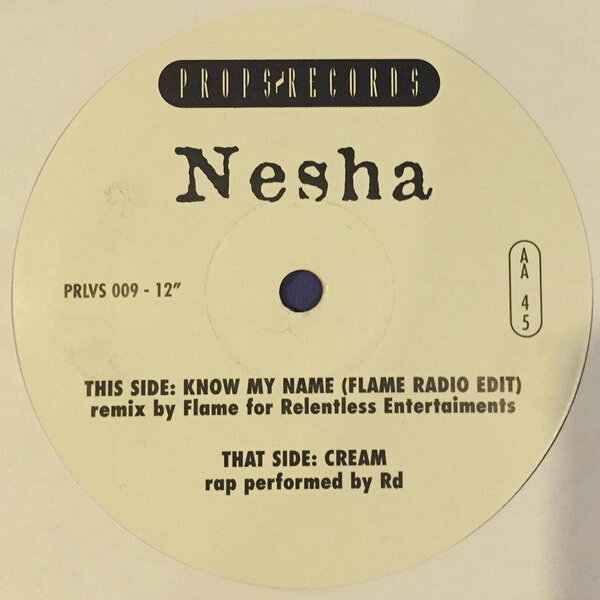 PROPS RECORDS
Nesha
PRLVS 009 - 12"
AA 45
THIS SIDE: KNOW MY NAME (FLAME RADIO EDIT)
remix by Flame for Relentless Entertaiments
THAT SIDE: CREAM
rap performed by Rd